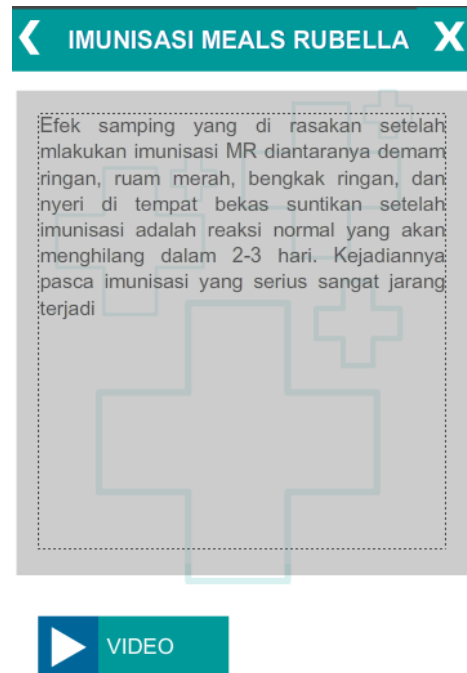 IMUNISASI MEALS RUBELLA X
Efek samping yang di rasakan setelah
mlakukan imunisasi MR diantaranya demam
ringan, ruam merah, bengkak ringan, dan
nyeri di tempat bekas suntikan setelah
imunisasi adalah reaksi normal yang akan
menghilang dalam 2-3 hari. Kejadiannya
pasca imunisasi yang serius sangat jarang
terjadi
VIDEO